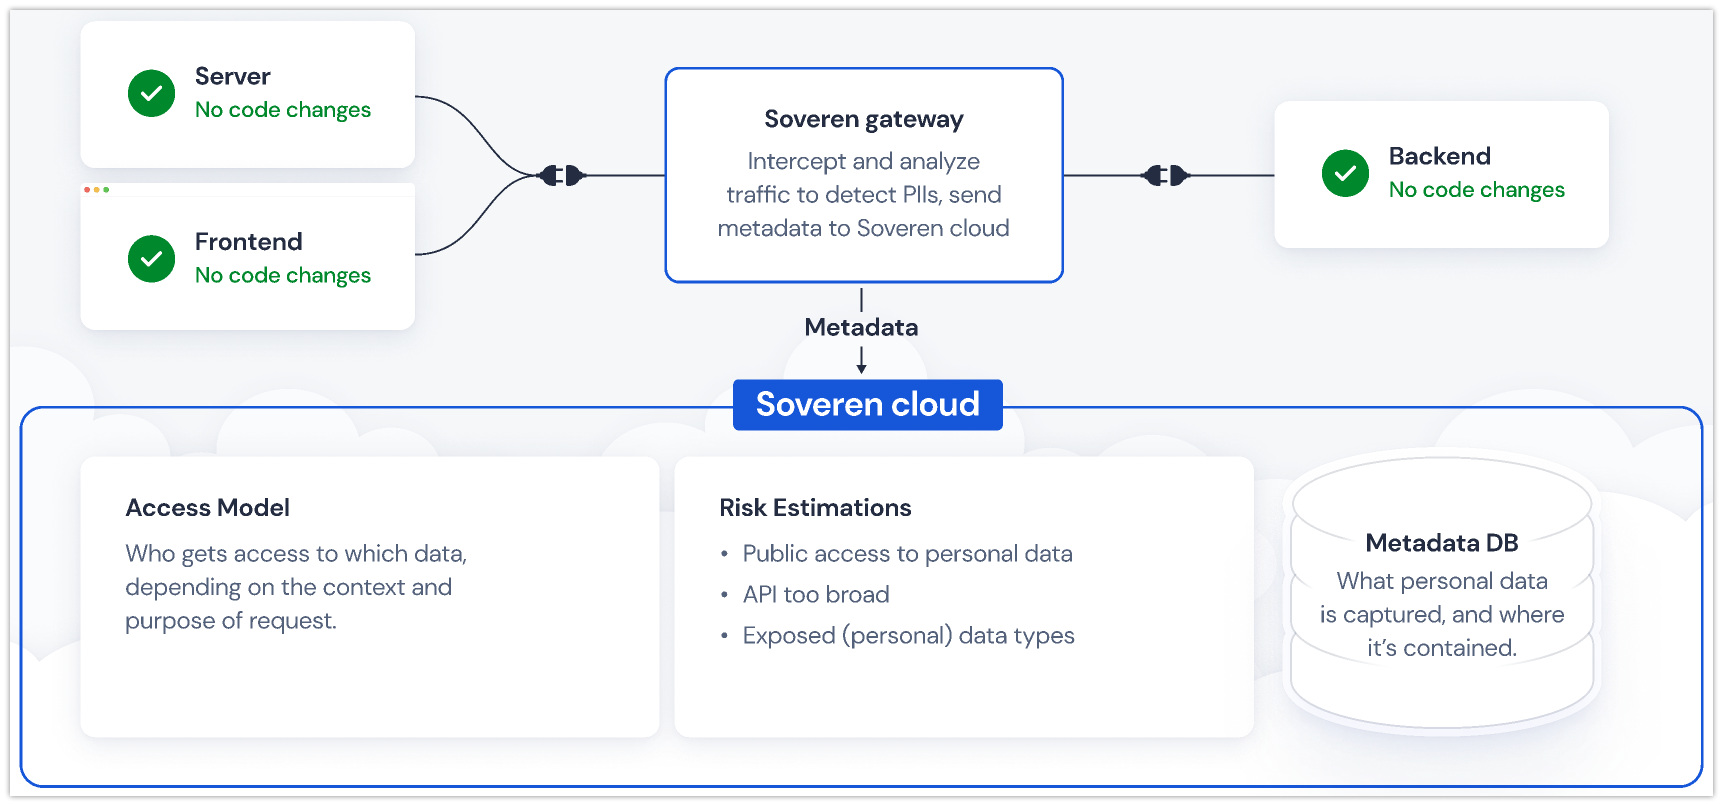 Server
No code changes
Frontend
No code changes
Soveren gateway
Intercept and analyze
traffic to detect PIIs, send
metadata to Soveren cloud
Backend
No code changes
Metadata
Soveren cloud
Access Model
Who gets access to which data,
depending on the context and
purpose of request.
Risk Estimations
• Public access to personal data
• API too broad
• Exposed (personal) data types
Metadata DB
What personal data
is captured, and where
it’s contained.